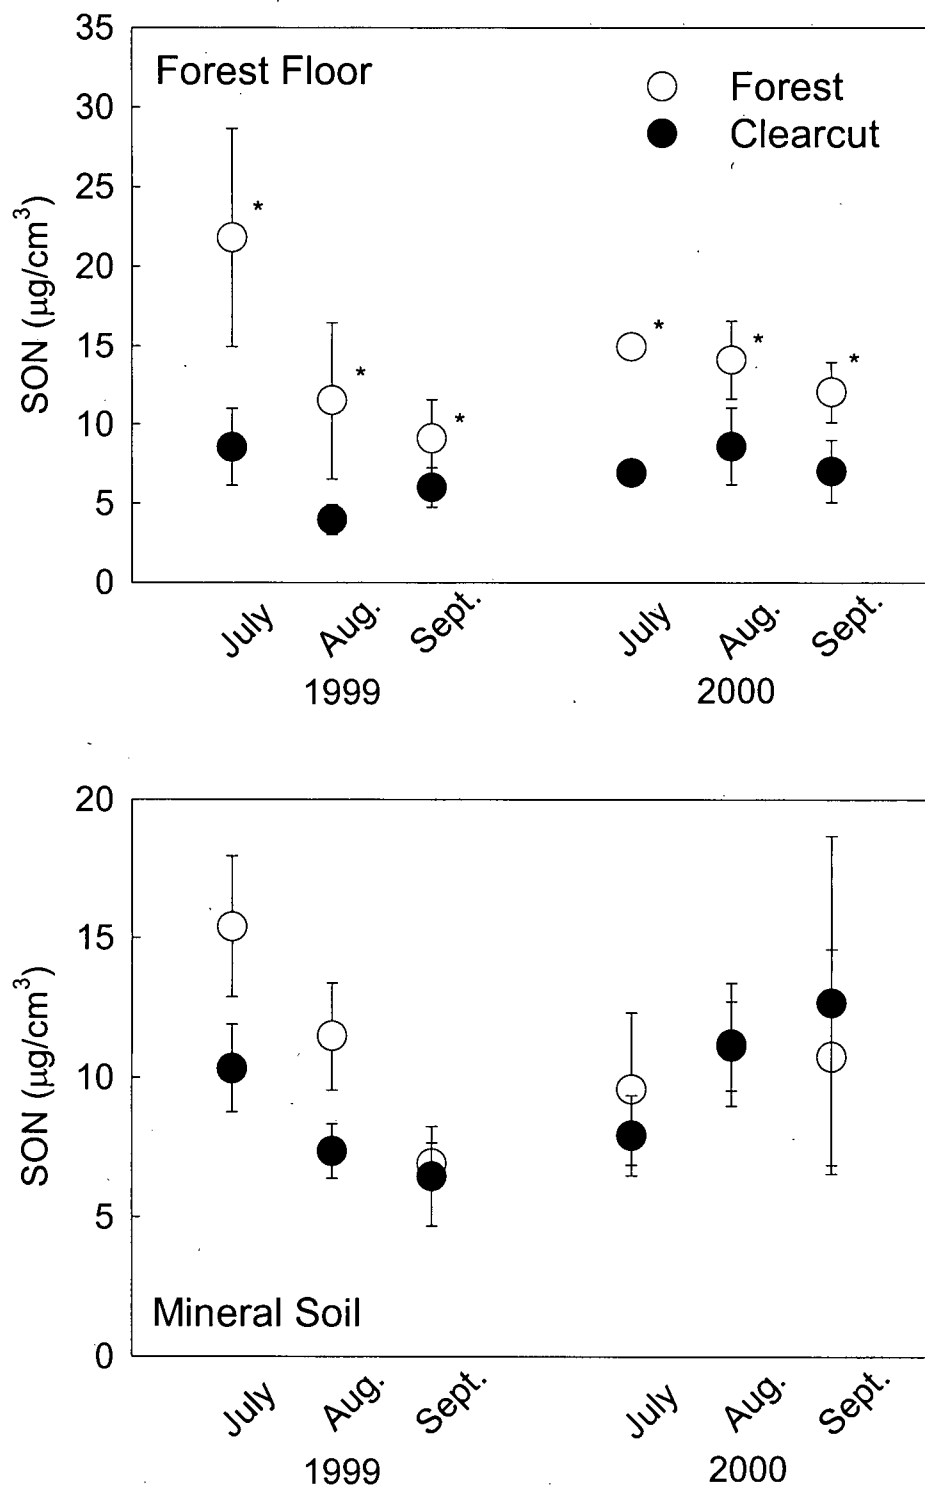 35
Forest Floor
Forest
30
Clearcut
25
*
SON (µg/cm³)
20
15
*
*
*
*
10
*
5
0
July Aug. Sept. July Aug. Sept.
1999 2000
20
15
SON (µg/cm³)
10
5
Mineral Soil
0
July Aug. Sept. July Aug. Sept.
1999 2000